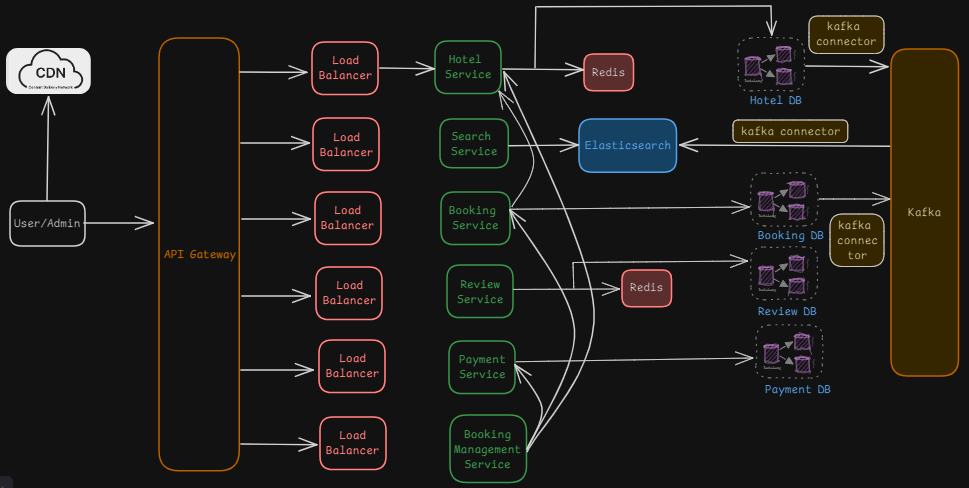 CDN
Content Delivery Network
User/Admin
API Gateway
Load
Balancer
Load
Balancer
Load
Balancer
Load
Balancer
Load
Balancer
Load
Balancer
Hotel
Service
Search
Service
Booking
Service
Review
Service
Payment
Service
Booking
Management
Service
Redis
Elasticsearch
Redis
Hotel DB
Booking DB
Review DB
Payment DB
kafka
connector
kafka connector
kafka
connec
tor
Kafka